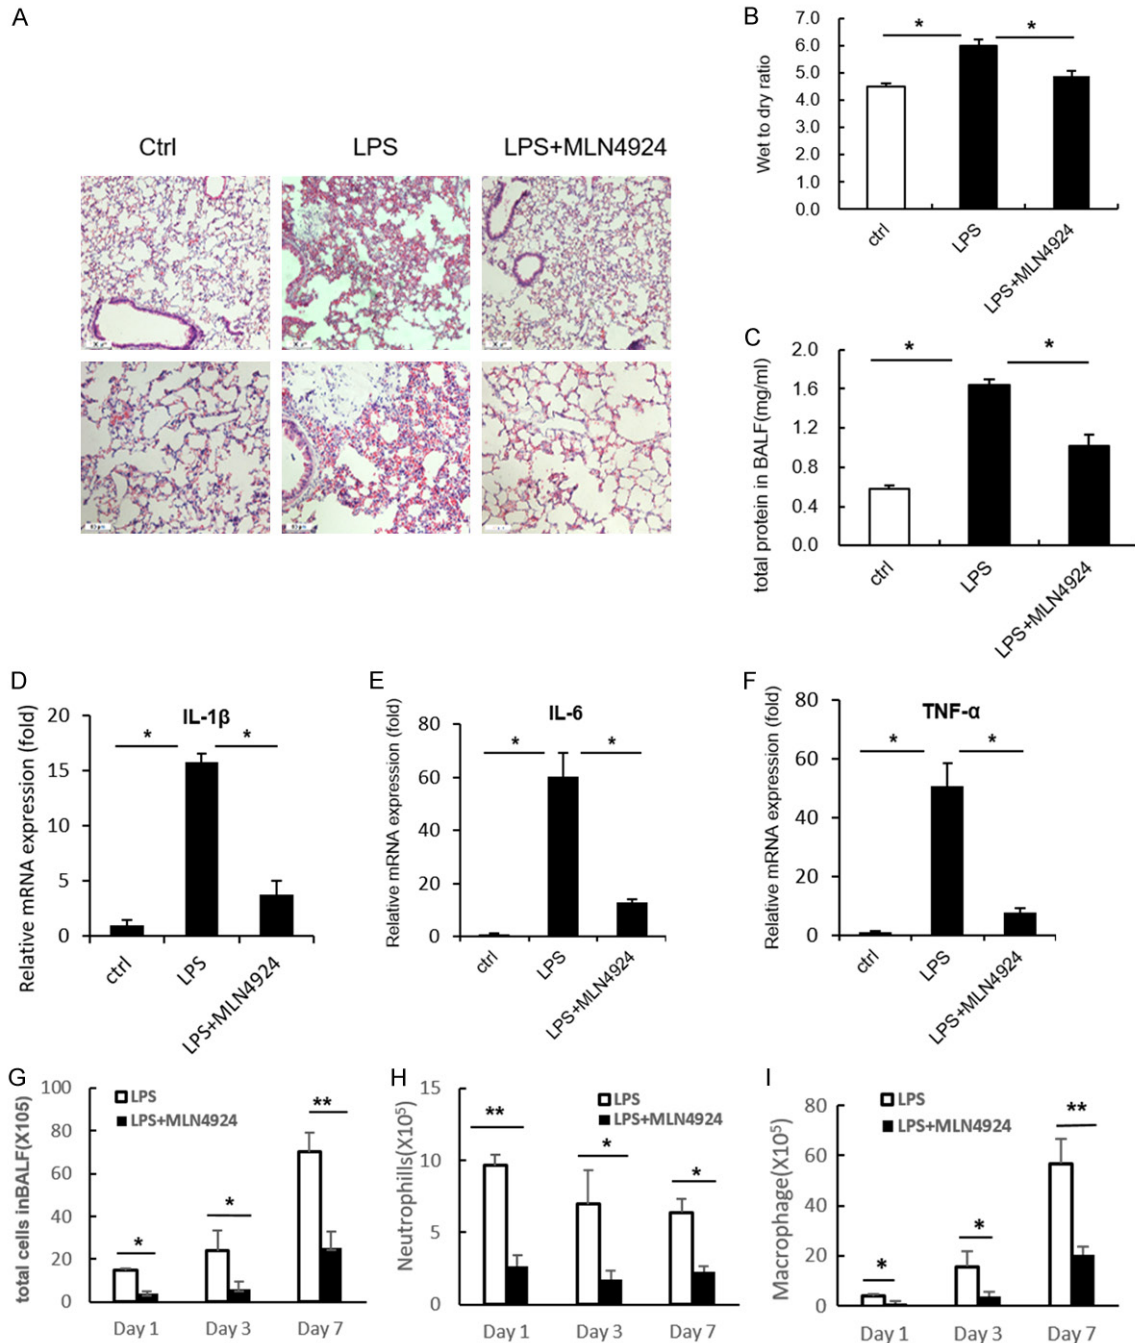 A
Ctrl
LPS
LPS+MLN4924
B
Wet to dry ratio
7.0
6.0
5.0
4.0
3.0
2.0
1.0
0.0
*
*
ctrl
LPS
LPS+MLN4924
C
total protein in BALF(mg/ml)
2.0
1.6
1.2
0.8
0.4
0.0
*
*
ctrl
LPS
LPS+MLN4924
D
IL-1β
Relative mRNA expression (fold)
20
15
10
5
0
*
*
ctrl
LPS
LPS+MLN4924
E
IL-6
Relative mRNA expression (fold)
80
60
40
20
0
*
*
ctrl
LPS
LPS+MLN4924
F
TNF-α
Relative mRNA expression (fold)
80
60
40
20
0
*
*
ctrl
LPS
LPS+MLN4924
G
total cells inBALF(X105)
100
80
60
40
20
0
LPS
LPS+MLN4924
*
*
**
Day 1
Day 3
Day 7
H
Neutrophills(X10⁵)
15
10
5
0
LPS
LPS+MLN4924
**
*
*
Day 1
Day 3
Day 7
I
Macrophage(X10⁵)
80
60
40
20
0
LPS
LPS+MLN4924
*
*
**
Day 1
Day 3
Day 7